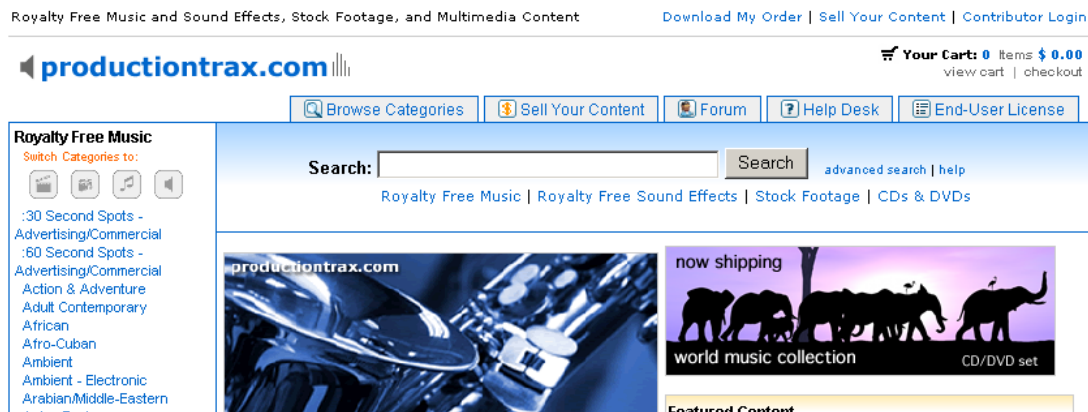 Royalty Free Music and Sound Effects, Stock Footage, and Multimedia Content
Download My Order | Sell Your Content | Contributor Login
productiontrax.com
Your Cart: 0 Items $ 0.00
view cart | checkout
Browse Categories
Sell Your Content
Forum
Help Desk
End-User License
Royalty Free Music
Switch Categories to:
:30 Second Spots -
Advertising/Commercial
:60 Second Spots -
Advertising/Commercial
Action & Adventure
Adult Contemporary
African
Afro-Cuban
Ambient
Ambient - Electronic
Arabian/Middle-Eastern
Search:
Search
advanced search | help
Royalty Free Music | Royalty Free Sound Effects | Stock Footage | CDs & DVDs
productiontrax.com
now shipping
world music collection
CD/DVD set
Featured Content